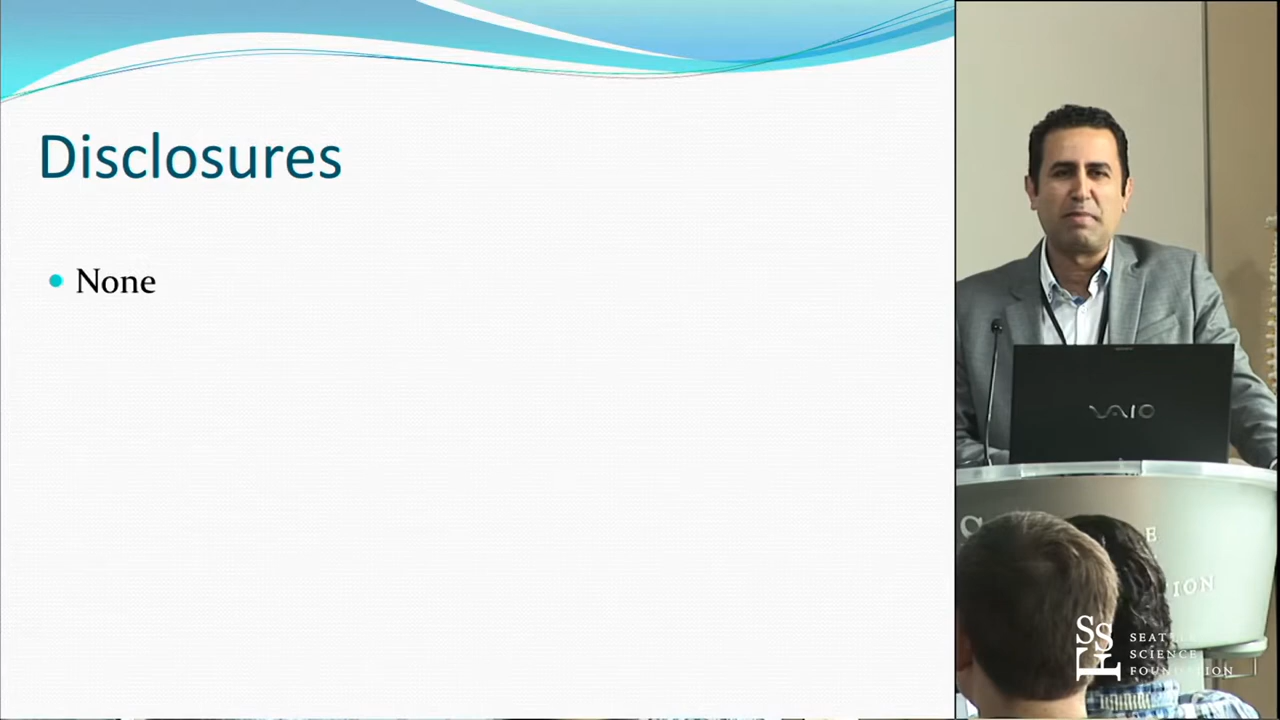 Disclosures
• None
VAIO
SEATTLE
SCIENCE
FOUNDATION